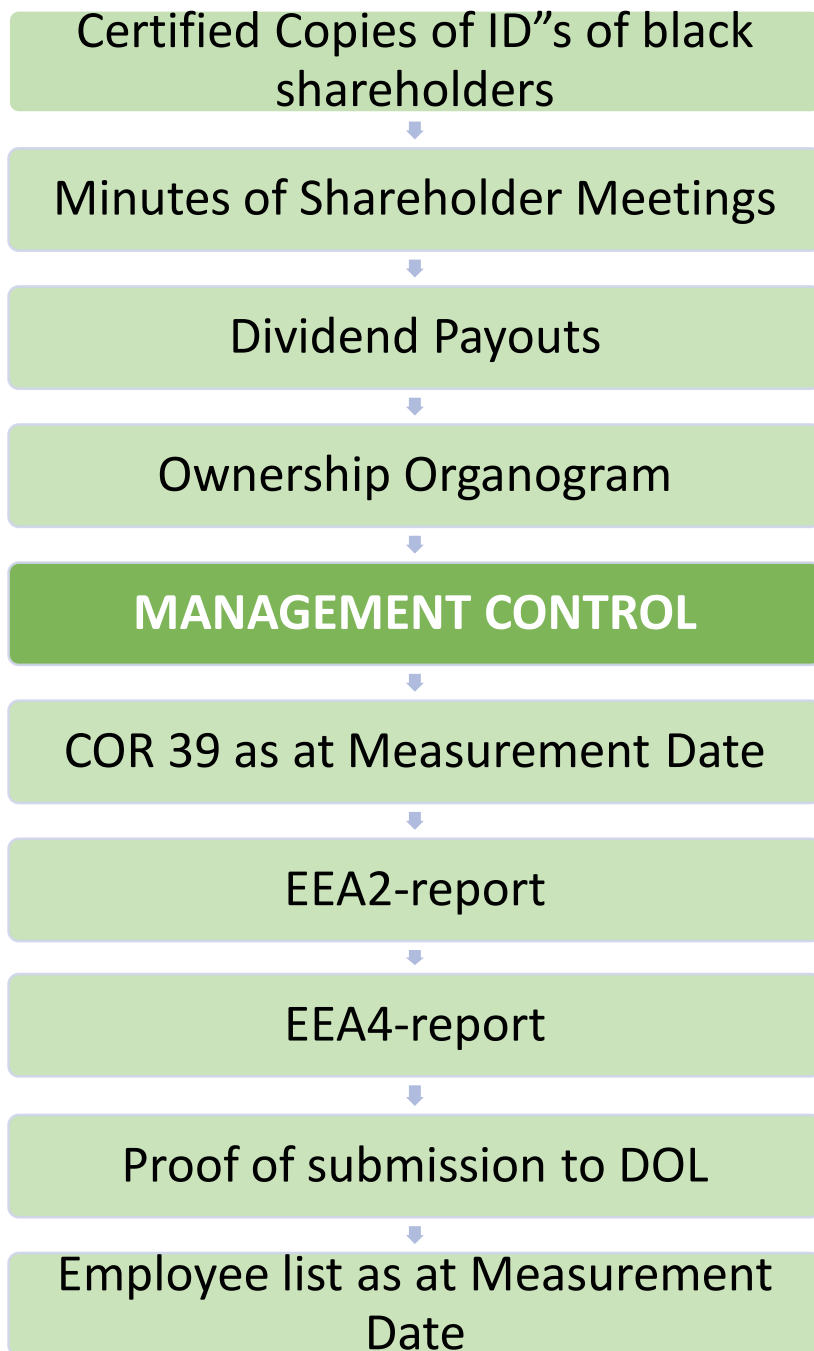 Certified Copies of ID”s of black
shareholders
Minutes of Shareholder Meetings
Dividend Payouts
Ownership Organogram
MANAGEMENT CONTROL
COR 39 as at Measurement Date
EEA2-report
EEA4-report
Proof of submission to DOL
Employee list as at Measurement
Date